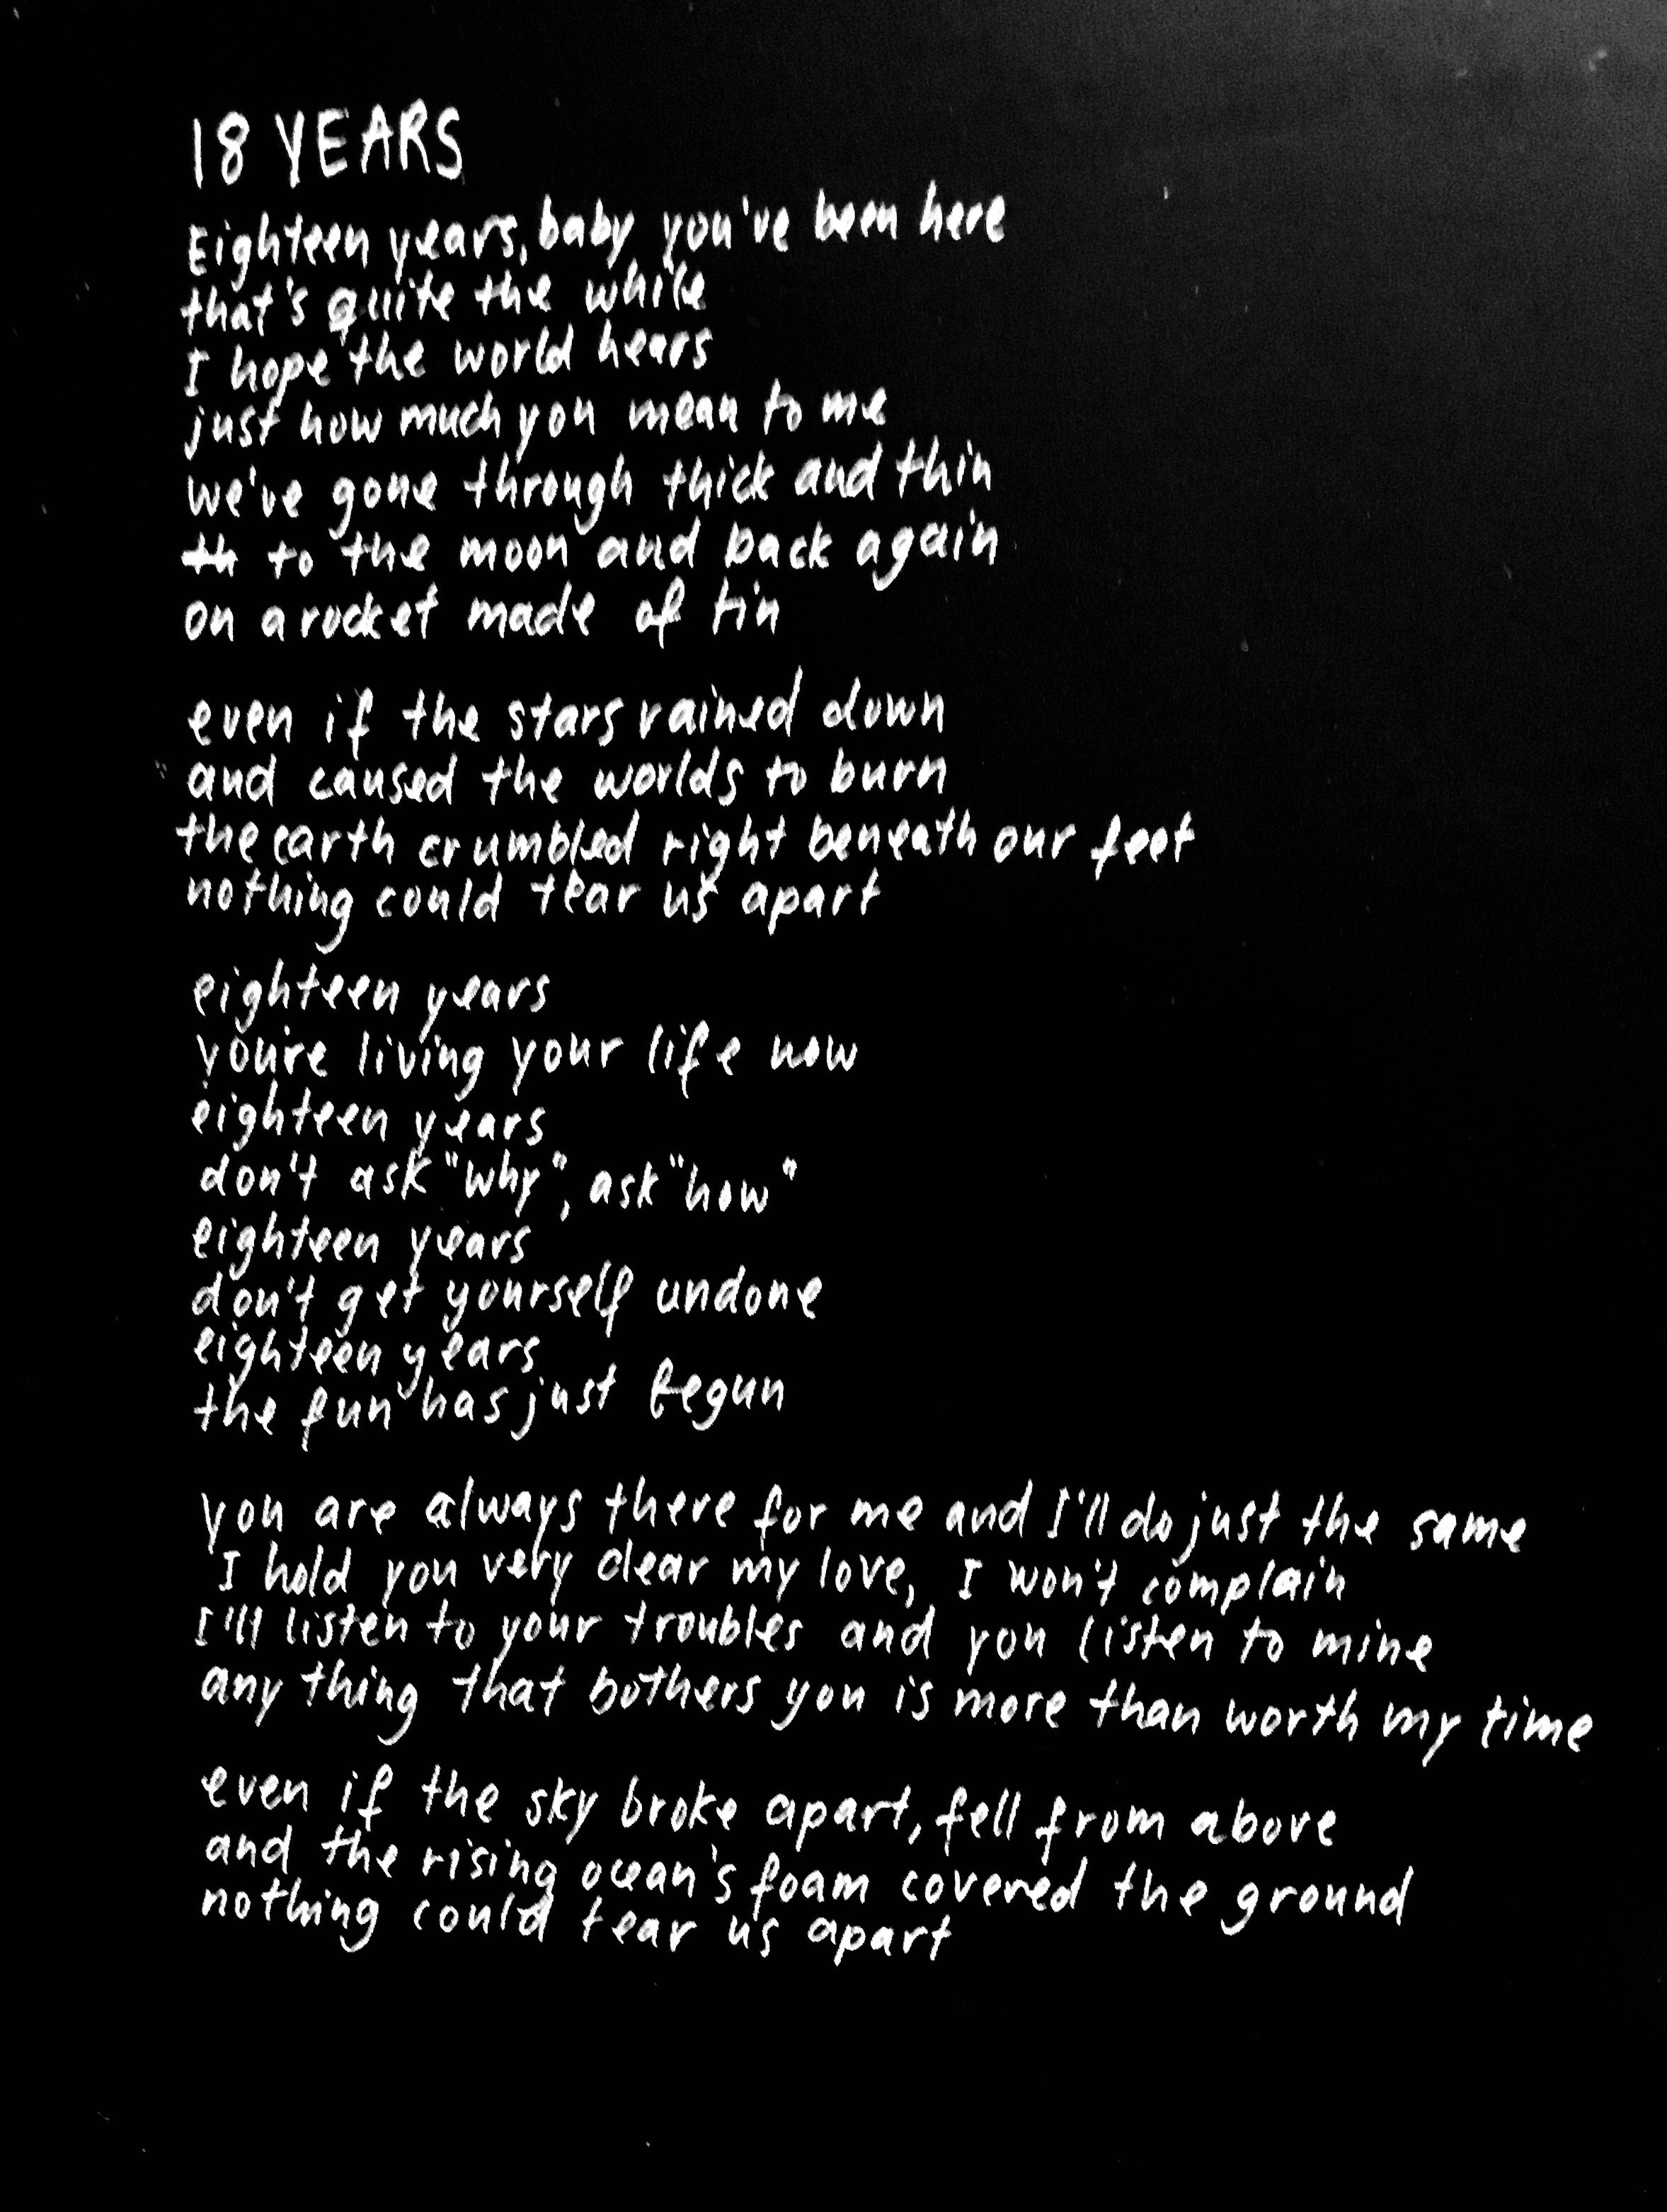 18 YEARS
Eighteen years, baby you've been here
that's quite the while
I hope the world hears
just how much you mean to me
we've gone through thick and thin
th to the moon and back again
on a rocket made of tin
even if the stars rained down
and caused the worlds to burn
the earth crumbled right beneath our feet
nothing could tear us apart
eighteen years
you're living your life now
eighteen years
don't ask "why", ask "how"
eighteen years
don't get yourself undone
eighteen years
the fun has just begun
you are always there for me and I'll do just the same
I hold you very dear my love, I won't complain
I'll listen to your troubles and you listen to mine
any thing that bothers you is more than worth my time
even if the sky broke apart, fell from above
and the rising ocean's foam covered the ground
nothing could tear us apart